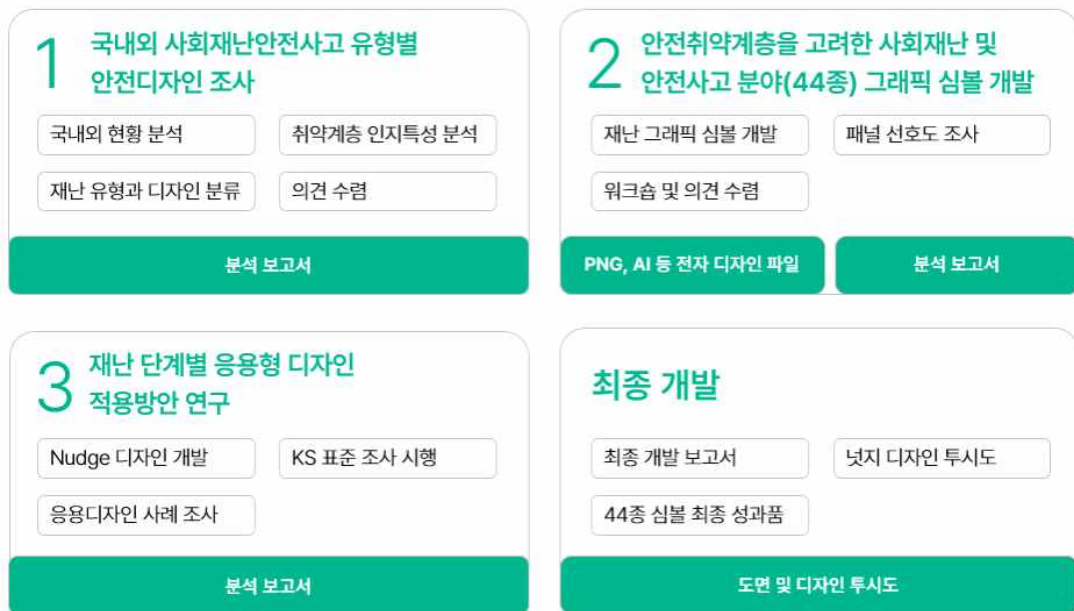 1
국내외 사회재난안전사고 유형별
안전디자인 조사
국내외 현황 분석
취약계층 인지특성 분석
재난 유형과 디자인 분류
의견 수렴
분석 보고서
2
안전취약계층을 고려한 사회재난 및
안전사고 분야(44종) 그래픽 심볼 개발
재난 그래픽 심볼 개발
패널 선호도 조사
워크숍 및 의견 수렴
PNG, AI 등 전자 디자인 파일
분석 보고서
3
재난 단계별 응용형 디자인
적용방안 연구
Nudge 디자인 개발
KS 표준 조사 시행
응용디자인 사례 조사
분석 보고서
최종 개발
최종 개발 보고서
넛지 디자인 투시도
44종 심볼 최종 성과품
도면 및 디자인 투시도